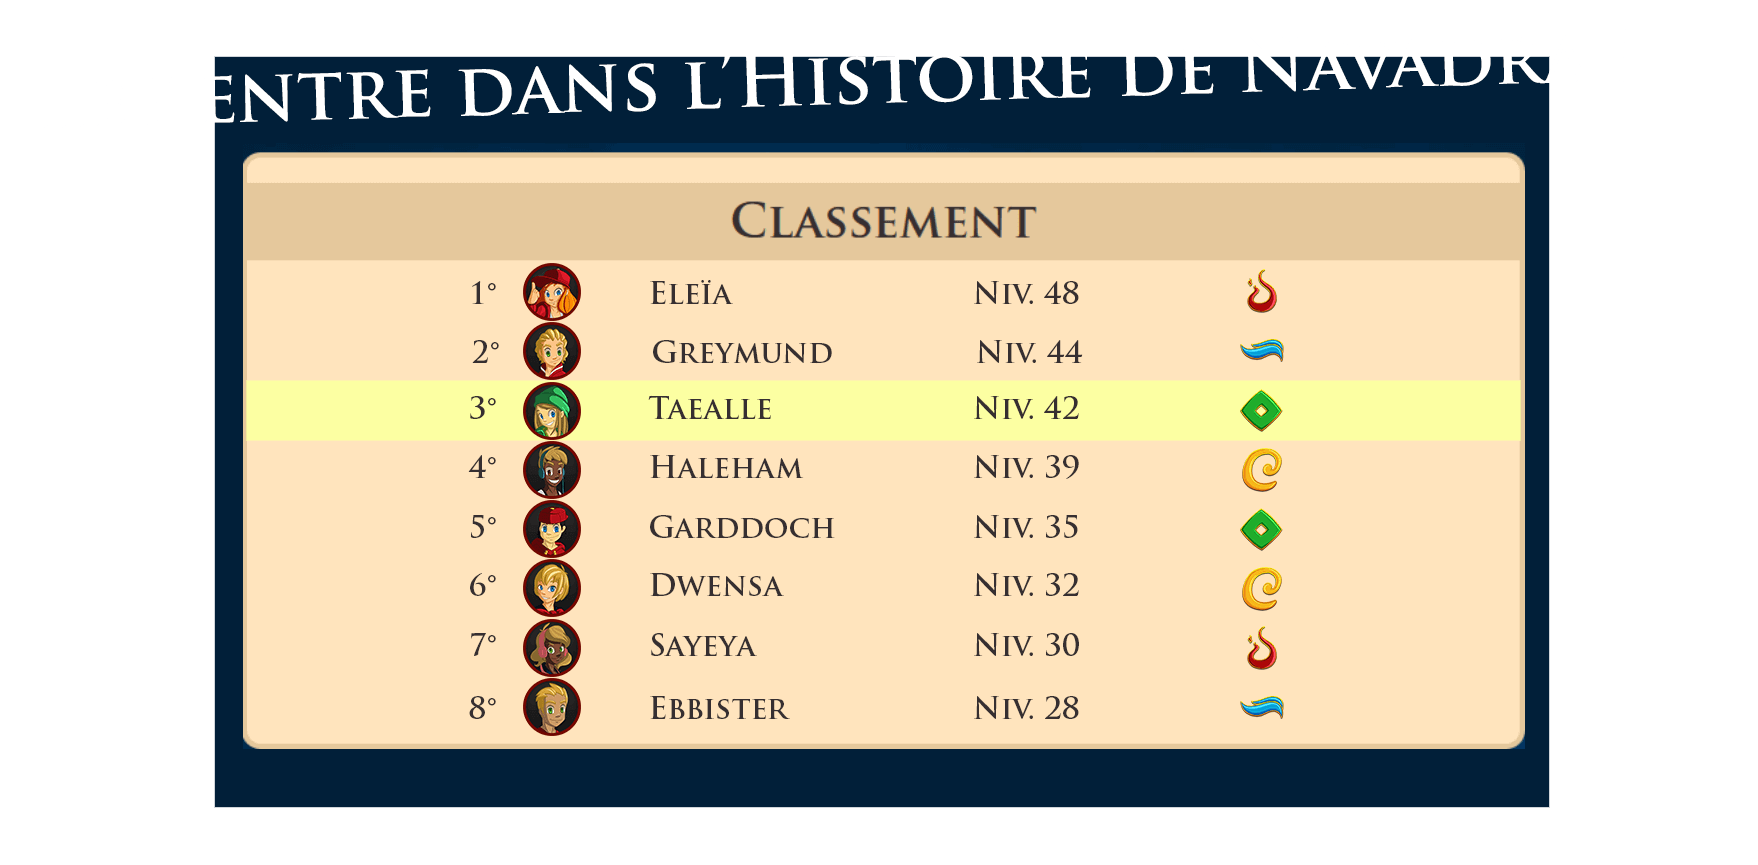 ENTRE DANS L'HISTOIRE DE
CLASSEMENT
1° ELEÏA NIV. 48
2° GREYMUND NIV. 44
3° TAEALLE NIV. 42
4° HALEHAM NIV. 39
5° GARDDOCH NIV. 35
6° DWENSA NIV. 32
7° SAYEYA NIV. 30
8° EBBISTER NIV. 28